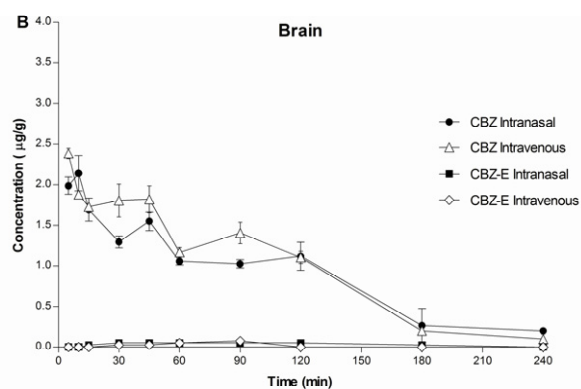 B
Brain
4.0
3.5
3.0
2.5
2.0
1.5
1.0
0.5
0.0
Concentration ( µg/g)
0 30 60 90 120 150 180 210 240
Time (min)
CBZ Intranasal
CBZ Intravenous
CBZ-E Intranasal
CBZ-E Intravenous